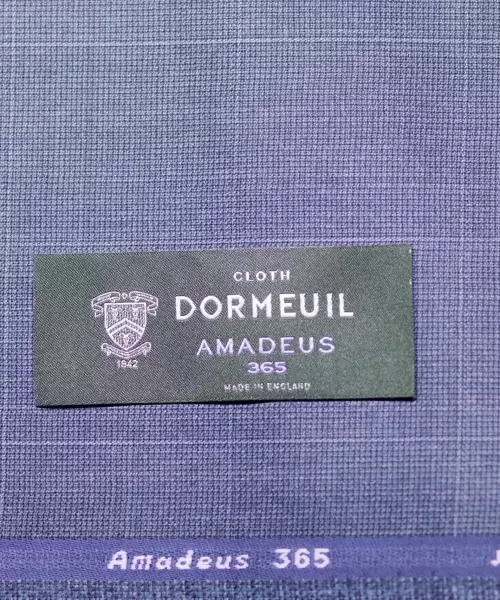 CLOTH
DORMEUIL
AMADEUS
365
1842
MADE IN ENGLAND
Amadeus 365